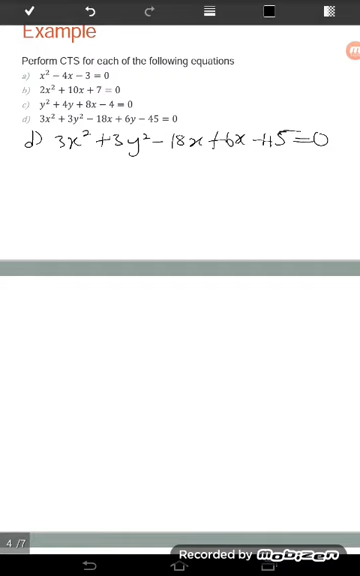 Example
Perform CTS for each of the following equations
a) x² − 4x − 3 = 0
b) 2x² + 10x + 7 = 0
c) y² + 4y + 8x − 4 = 0
d) 3x² + 3y² − 18x + 6y − 45 = 0
d) 3x² + 3y² − 18x + 6x − 45 = 0
4 /7
Recorded by Mobizen